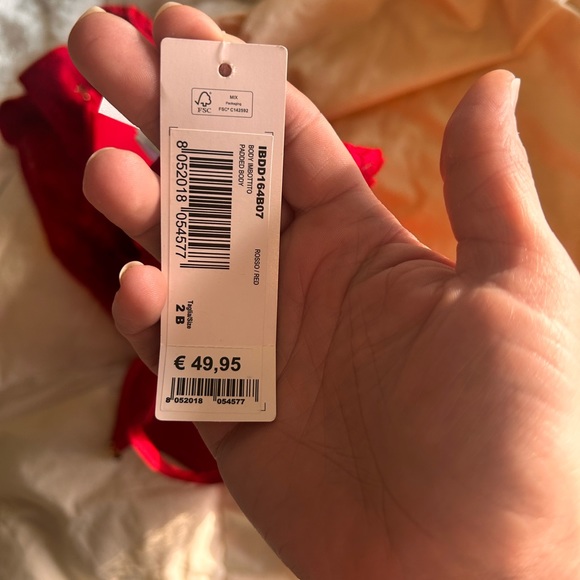 FSC
MIX
Packaging
FSC® C142092
IBDD164B07
BODY IMBOTTITO
PADDED BODY
ROSSO / RED
8 052018 054577
Taglia/Size
2 B
€ 49,95
8 052018 054577